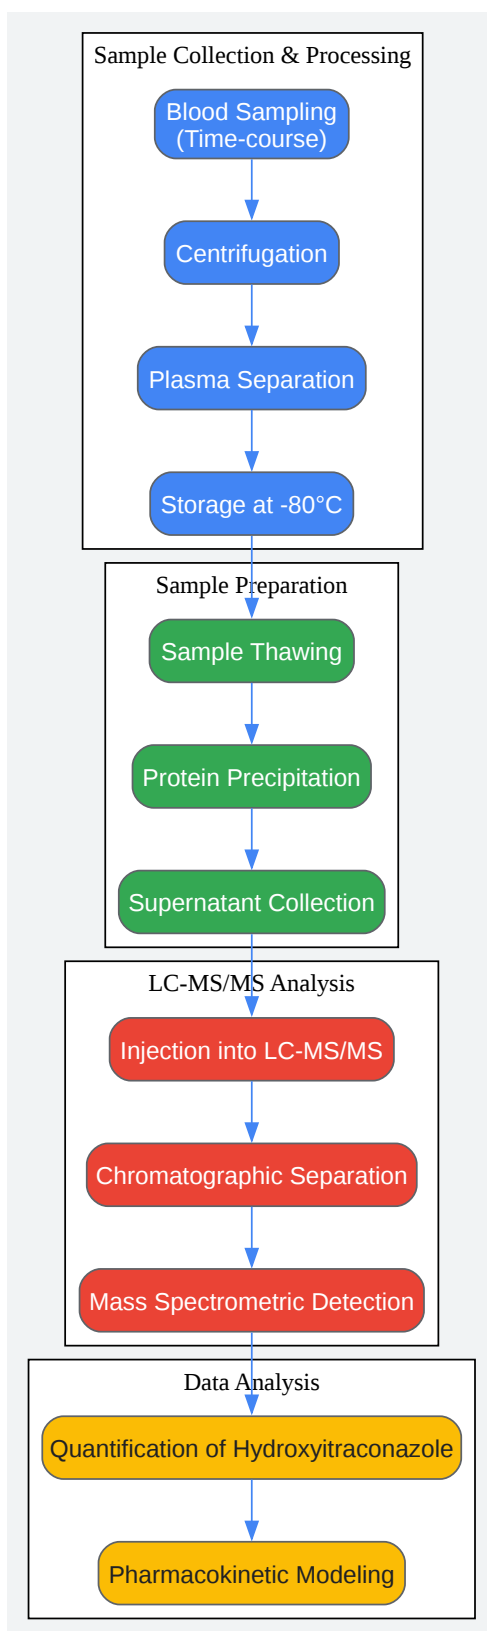 Sample Collection & Processing
Blood Sampling
(Time-course)
Centrifugation
Plasma Separation
Storage at -80°C
Sample Preparation
Sample Thawing
Protein Precipitation
Supernatant Collection
LC-MS/MS Analysis
Injection into LC-MS/MS
Chromatographic Separation
Mass Spectrometric Detection
Data Analysis
Quantification of Hydroxyitraconazole
Pharmacokinetic Modeling